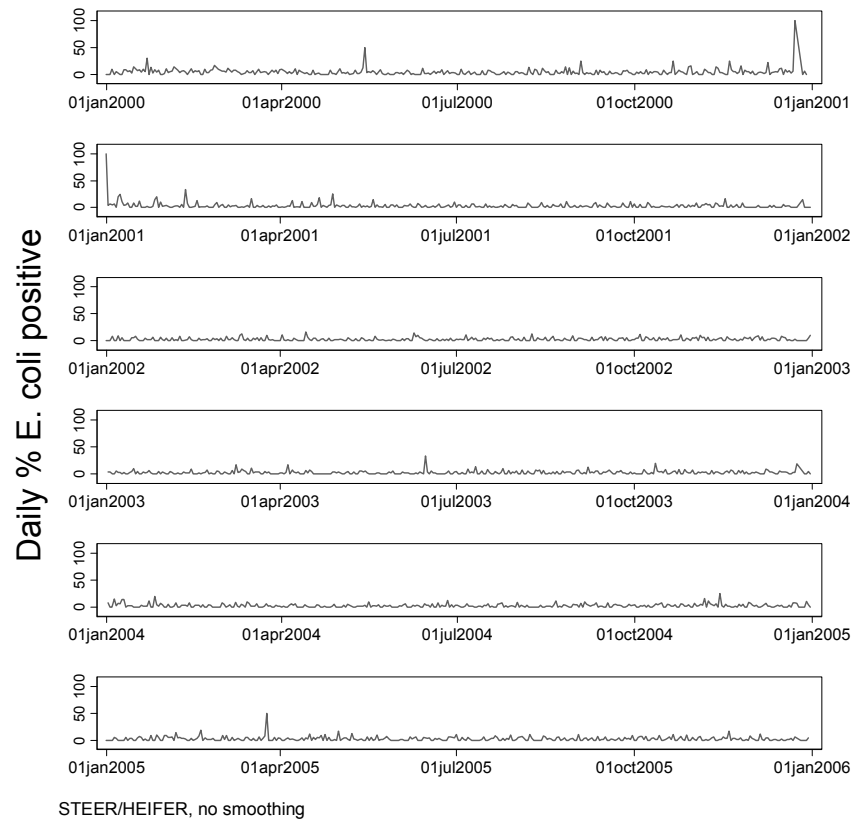 Daily % E. coli positive
0 50 100
01jan2000 01apr2000 01jul2000 01oct2000 01jan2001
0 50 100
01jan2001 01apr2001 01jul2001 01oct2001 01jan2002
0 50 100
01jan2002 01apr2002 01jul2002 01oct2002 01jan2003
0 50 100
01jan2003 01apr2003 01jul2003 01oct2003 01jan2004
0 50 100
01jan2004 01apr2004 01jul2004 01oct2004 01jan2005
0 50 100
01jan2005 01apr2005 01jul2005 01oct2005 01jan2006
STEER/HEIFER, no smoothing